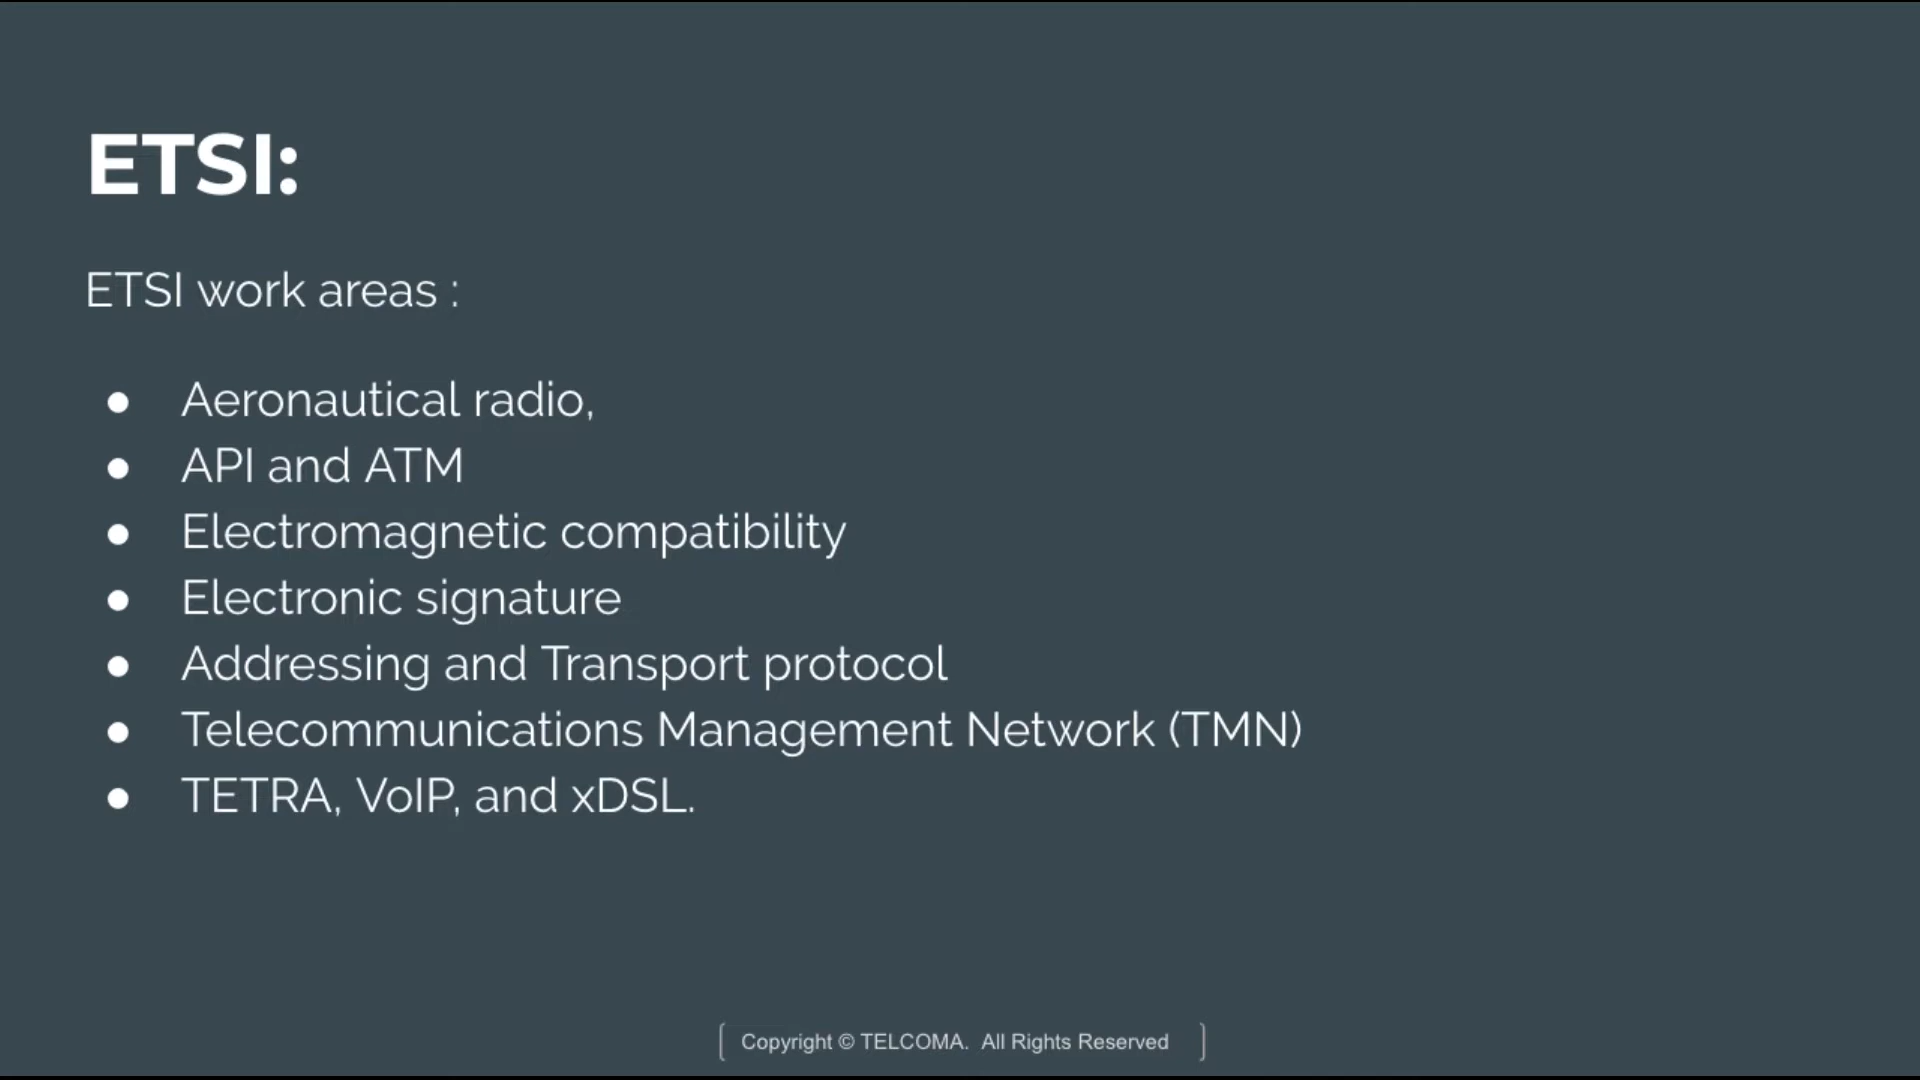 ETSI:
ETSI work areas :
● Aeronautical radio,
● API and ATM
● Electromagnetic compatibility
● Electronic signature
● Addressing and Transport protocol
● Telecommunications Management Network (TMN)
● TETRA, VoIP, and xDSL.
[ Copyright © TELCOMA. All Rights Reserved ]